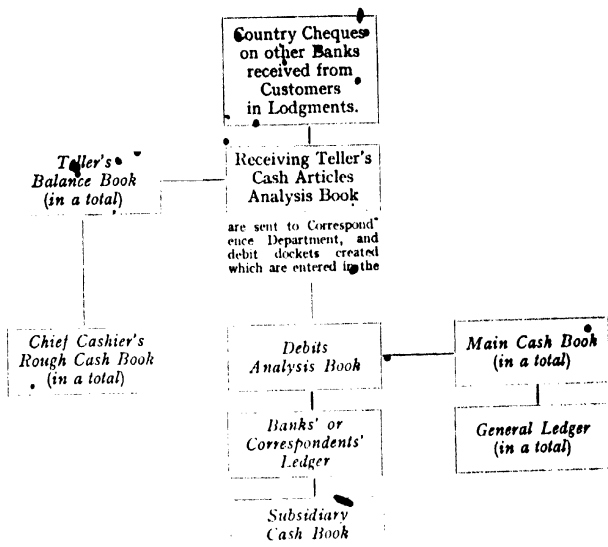 Country Cheques
on other Banks
received from
Customers
in Lodgments.
Teller's
Balance Book
(in a total)
Receiving Teller's
Cash Articles
Analysis Book
are sent to Correspond-
ence Department, and
debit dockets created
which are entered in the
Chief Cashier's
Rough Cash Book
(in a total)
Debits
Analysis Book
Main Cash Book
(in a total)
Banks' or
Correspondents'
Ledger
General Ledger
(in a total)
Subsidiary
Cash Book